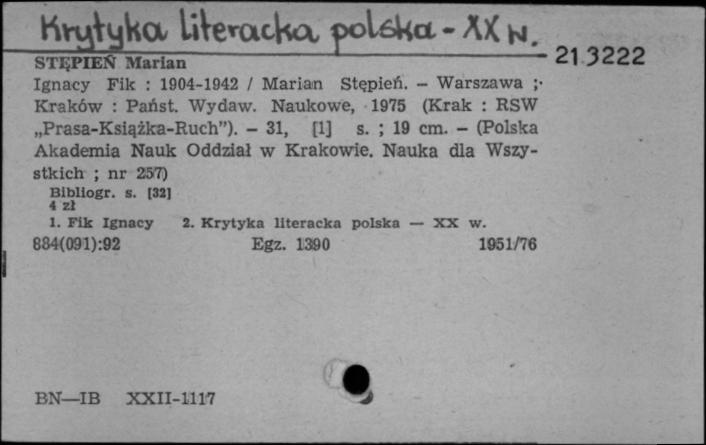 Krytyka literacka polska - XX w.
213222
STĘPIEŃ Marian
Ignacy Fik : 1904-1942 / Marian Stępień. — Warszawa ;
Kraków : Państ. Wydaw. Naukowe, 1975 (Krak : RSW
„Prasa-Książka-Ruch”). — 31, [1] s. ; 19 cm. — (Polska
Akademia Nauk Oddział w Krakowie. Nauka dla Wszy-
stkich ; nr 257)
Bibliogr. s. [32]
4 zł
1. Fik Ignacy 2. Krytyka literacka polska — XX w.
884(091):92 Egz. 1390 1951/76
BN—IB XXII-1117